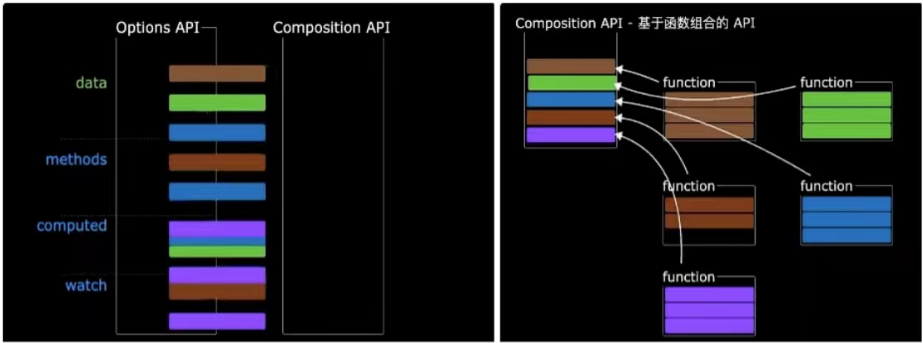 Options API
Composition API
data
methods
computed
watch
Composition API - 基于函数组合的 API
function
function
function
function
function